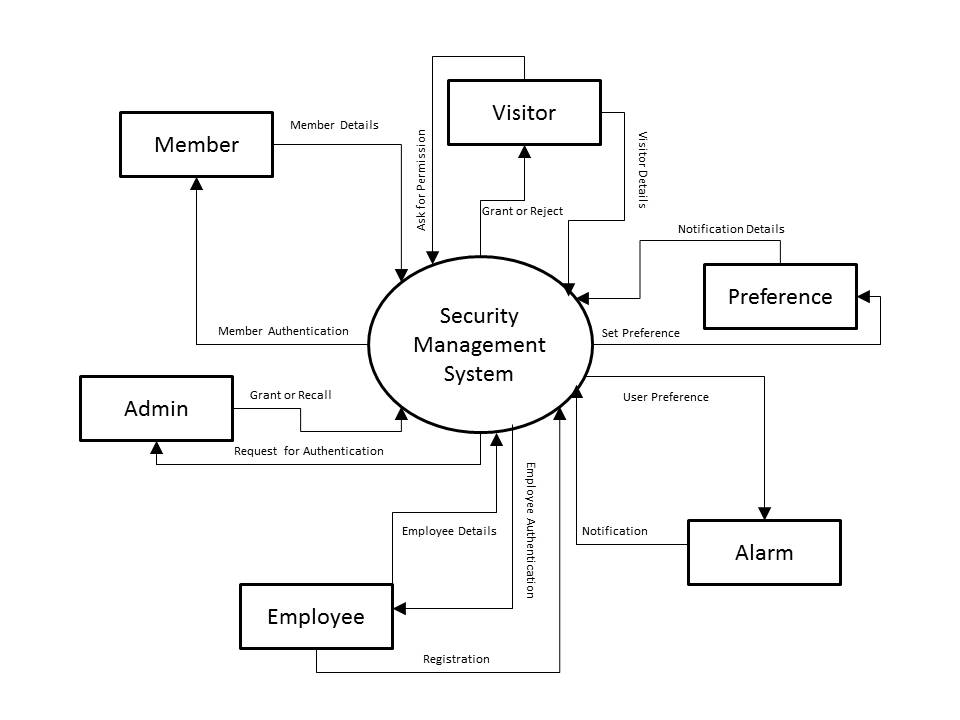 Visitor
Member Details
Member
Ask for Permission
Visitor Details
Grant or Reject
Notification Details
Preference
Security
Management
System
Member Authentication
Set Preference
Admin
Grant or Recall
User Preference
Request for Authentication
Employee Details
Employee Authentication
Notification
Alarm
Employee
Registration